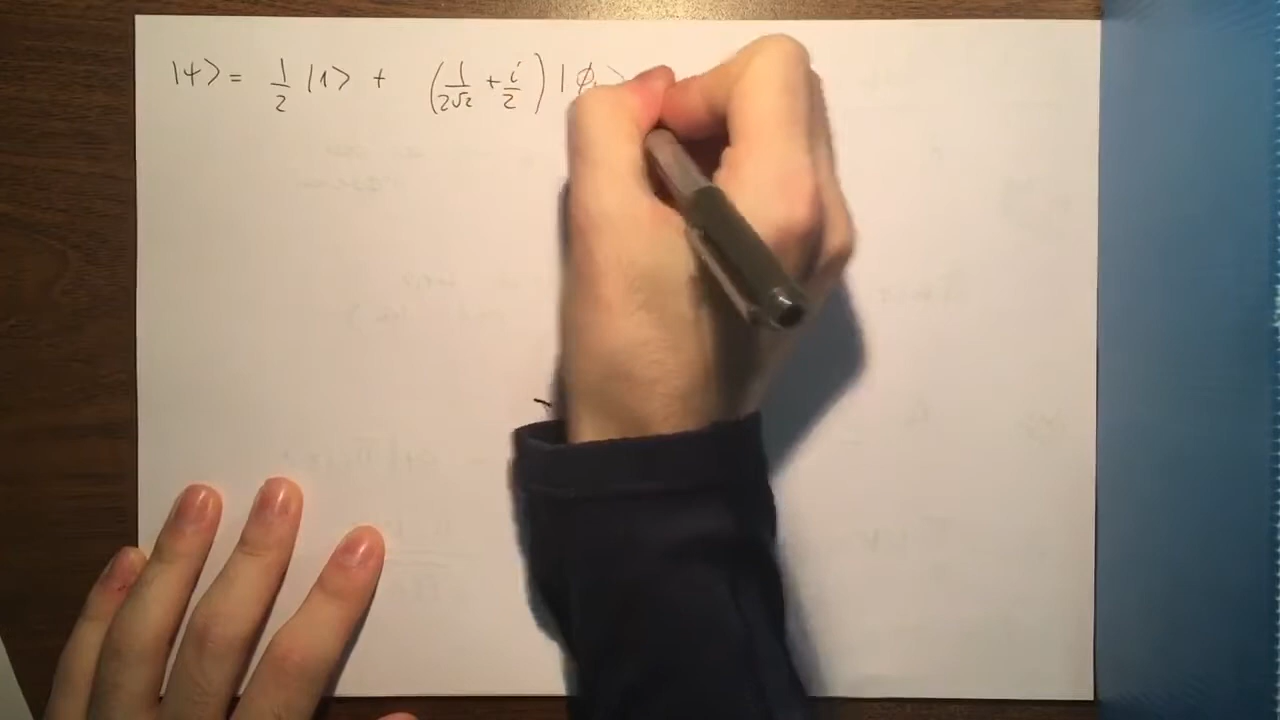 |ψ⟩ = 1/2 |1⟩ + (1/2√2 + i/2) |ϕ